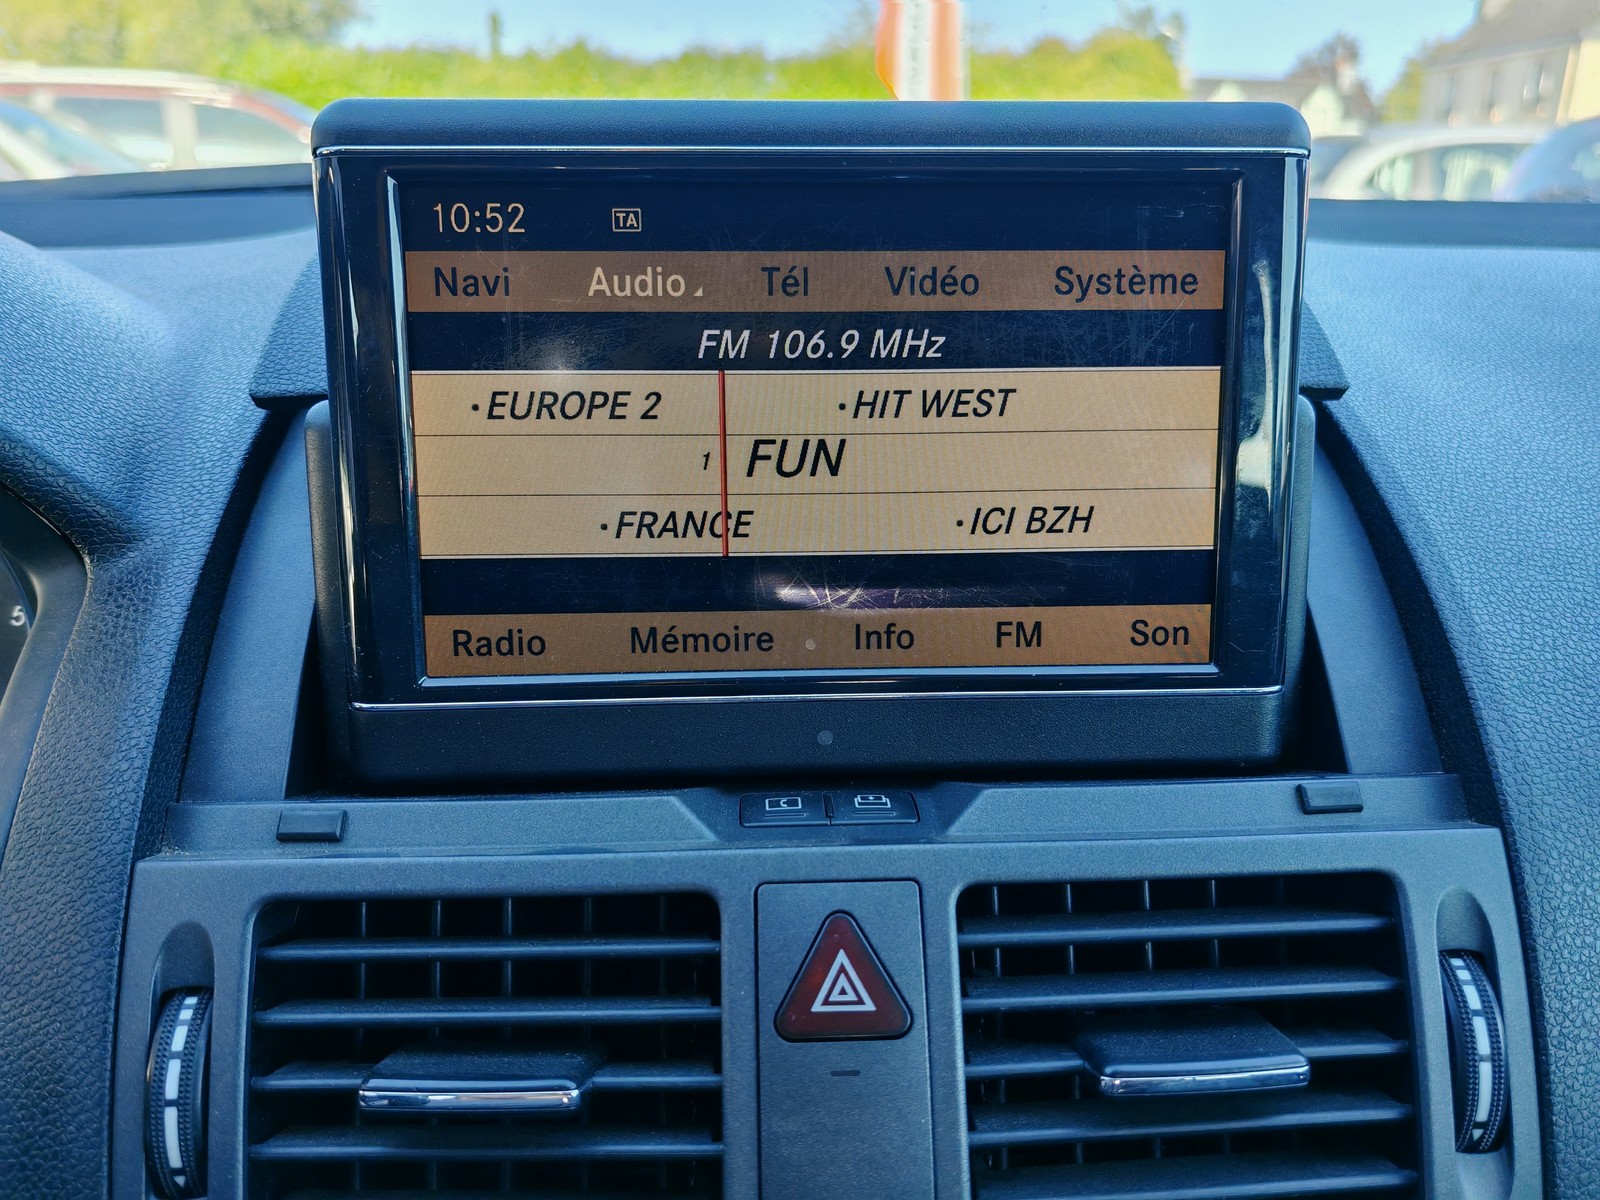 10:52 TA
Navi Audio Tél Vidéo Système
FM 106.9 MHz
·EUROPE 2 ·HIT WEST
1 FUN
·FRANCE ·ICI BZH
Radio Mémoire Info FM Son
5